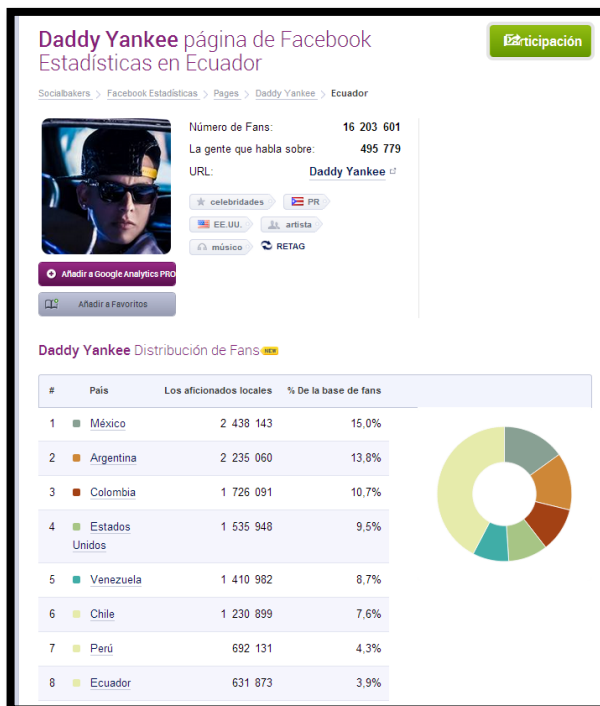 Daddy Yankee página de Facebook
Estadísticas en Ecuador
Participación
Socialbakers > Facebook Estadísticas > Pages > Daddy Yankee > Ecuador
Número de Fans: 16 203 601
La gente que habla sobre: 495 779
URL: Daddy Yankee
celebridades PR
EE.UU. artista
músico RETAG
Añadir a Google Analytics PRO
Añadir a Favoritos
Daddy Yankee Distribución de Fans NEW
# País Los aficionados locales % De la base de fans
1 México 2 438 143 15,0%
2 Argentina 2 235 060 13,8%
3 Colombia 1 726 091 10,7%
4 Estados 1 535 948 9,5%
Unidos
5 Venezuela 1 410 982 8,7%
6 Chile 1 230 899 7,6%
7 Perú 692 131 4,3%
8 Ecuador 631 873 3,9%